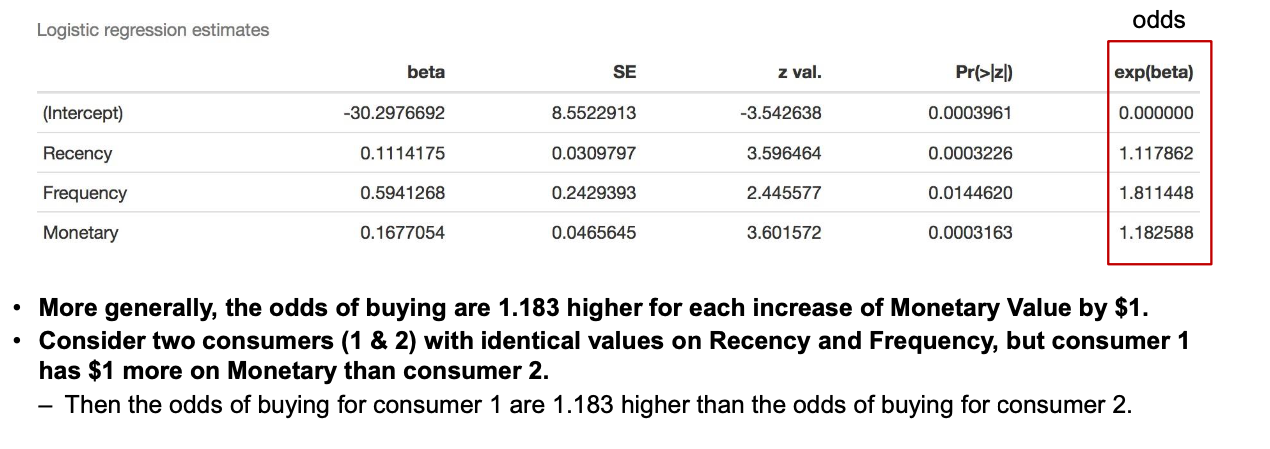 odds
Logistic regression estimates
beta SE z val. Pr(>|z|) exp(beta)
(Intercept) -30.2976692 8.5522913 -3.542638 0.0003961 0.000000
Recency 0.1114175 0.0309797 3.596464 0.0003226 1.117862
Frequency 0.5941268 0.2429393 2.445577 0.0144620 1.811448
Monetary 0.1677054 0.0465645 3.601572 0.0003163 1.182588
• More generally, the odds of buying are 1.183 higher for each increase of Monetary Value by $1.
• Consider two consumers (1 & 2) with identical values on Recency and Frequency, but consumer 1
has $1 more on Monetary than consumer 2.
– Then the odds of buying for consumer 1 are 1.183 higher than the odds of buying for consumer 2.